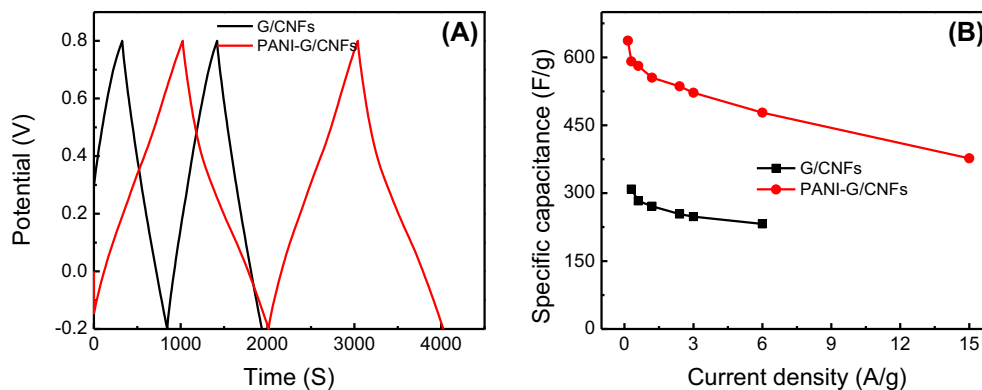 G/CNFs
PANI-G/CNFs
(A)
0.8
0.6
0.4
0.2
0.0
-0.2
Potential (V)
0
1000
2000
3000
4000
Time (S)
(B)
600
450
300
150
0
Specific capacitance (F/g)
G/CNFs
PANI-G/CNFs
0
3
6
9
12
15
Current density (A/g)